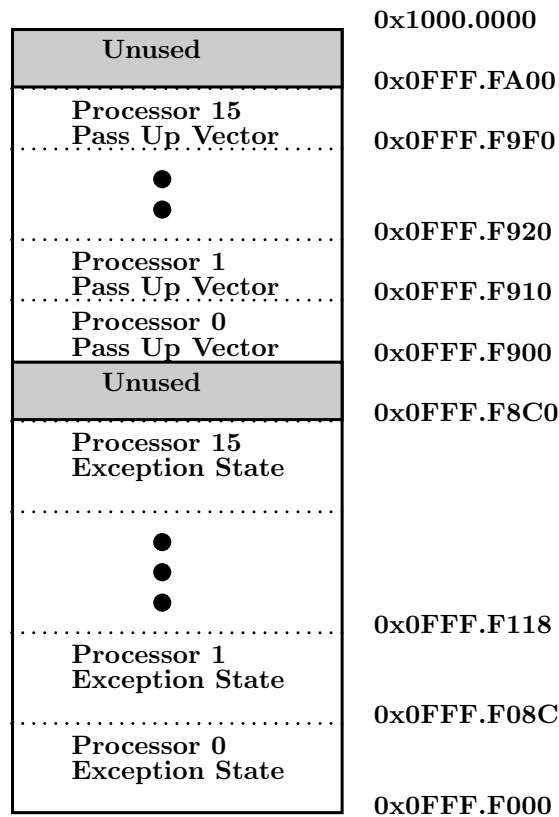 0x1000.0000
Unused
0x0FFF.FA00
Processor 15
Pass Up Vector
0x0FFF.F9F0
0x0FFF.F920
Processor 1
Pass Up Vector
0x0FFF.F910
Processor 0
Pass Up Vector
0x0FFF.F900
Unused
0x0FFF.F8C0
Processor 15
Exception State
0x0FFF.F118
Processor 1
Exception State
0x0FFF.F08C
Processor 0
Exception State
0x0FFF.F000